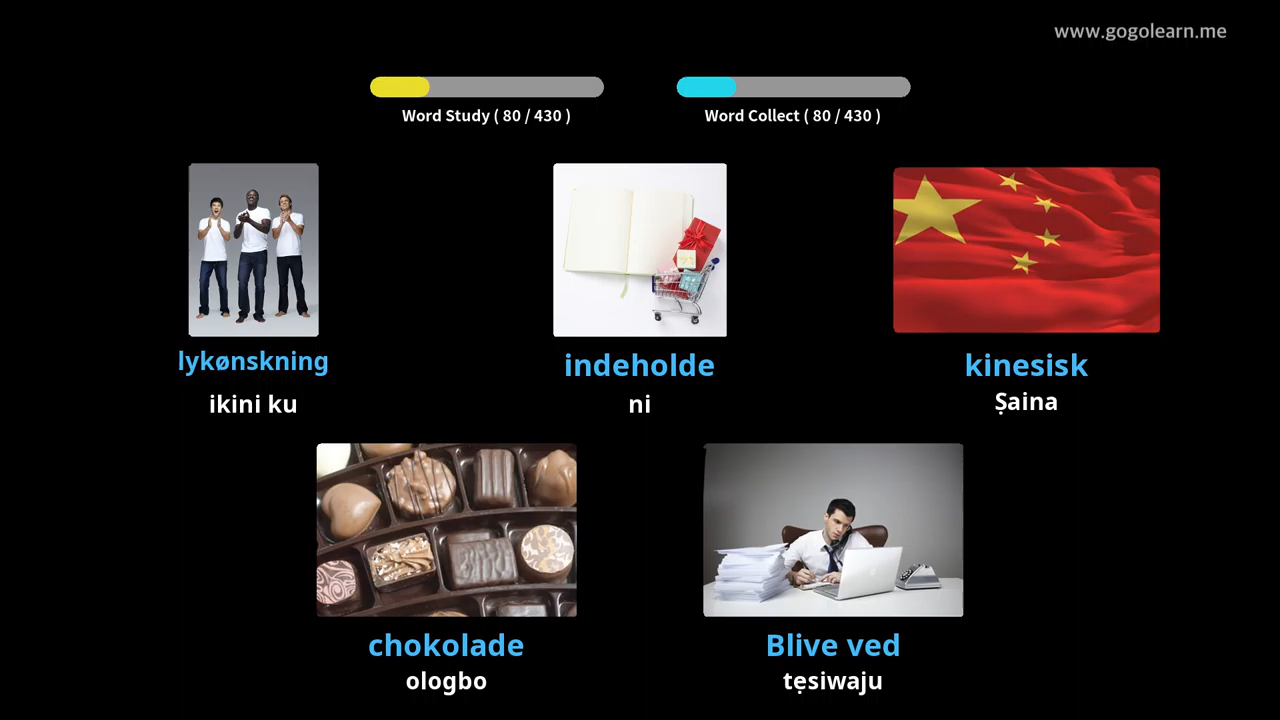 www.gogolearn.me
Word Study ( 80 / 430 )
Word Collect ( 80 / 430 )
lykønskning
ikini ku
indeholde
ni
kinesisk
Ṣaina
chokolade
ologbo
Blive ved
tẹsiwaju